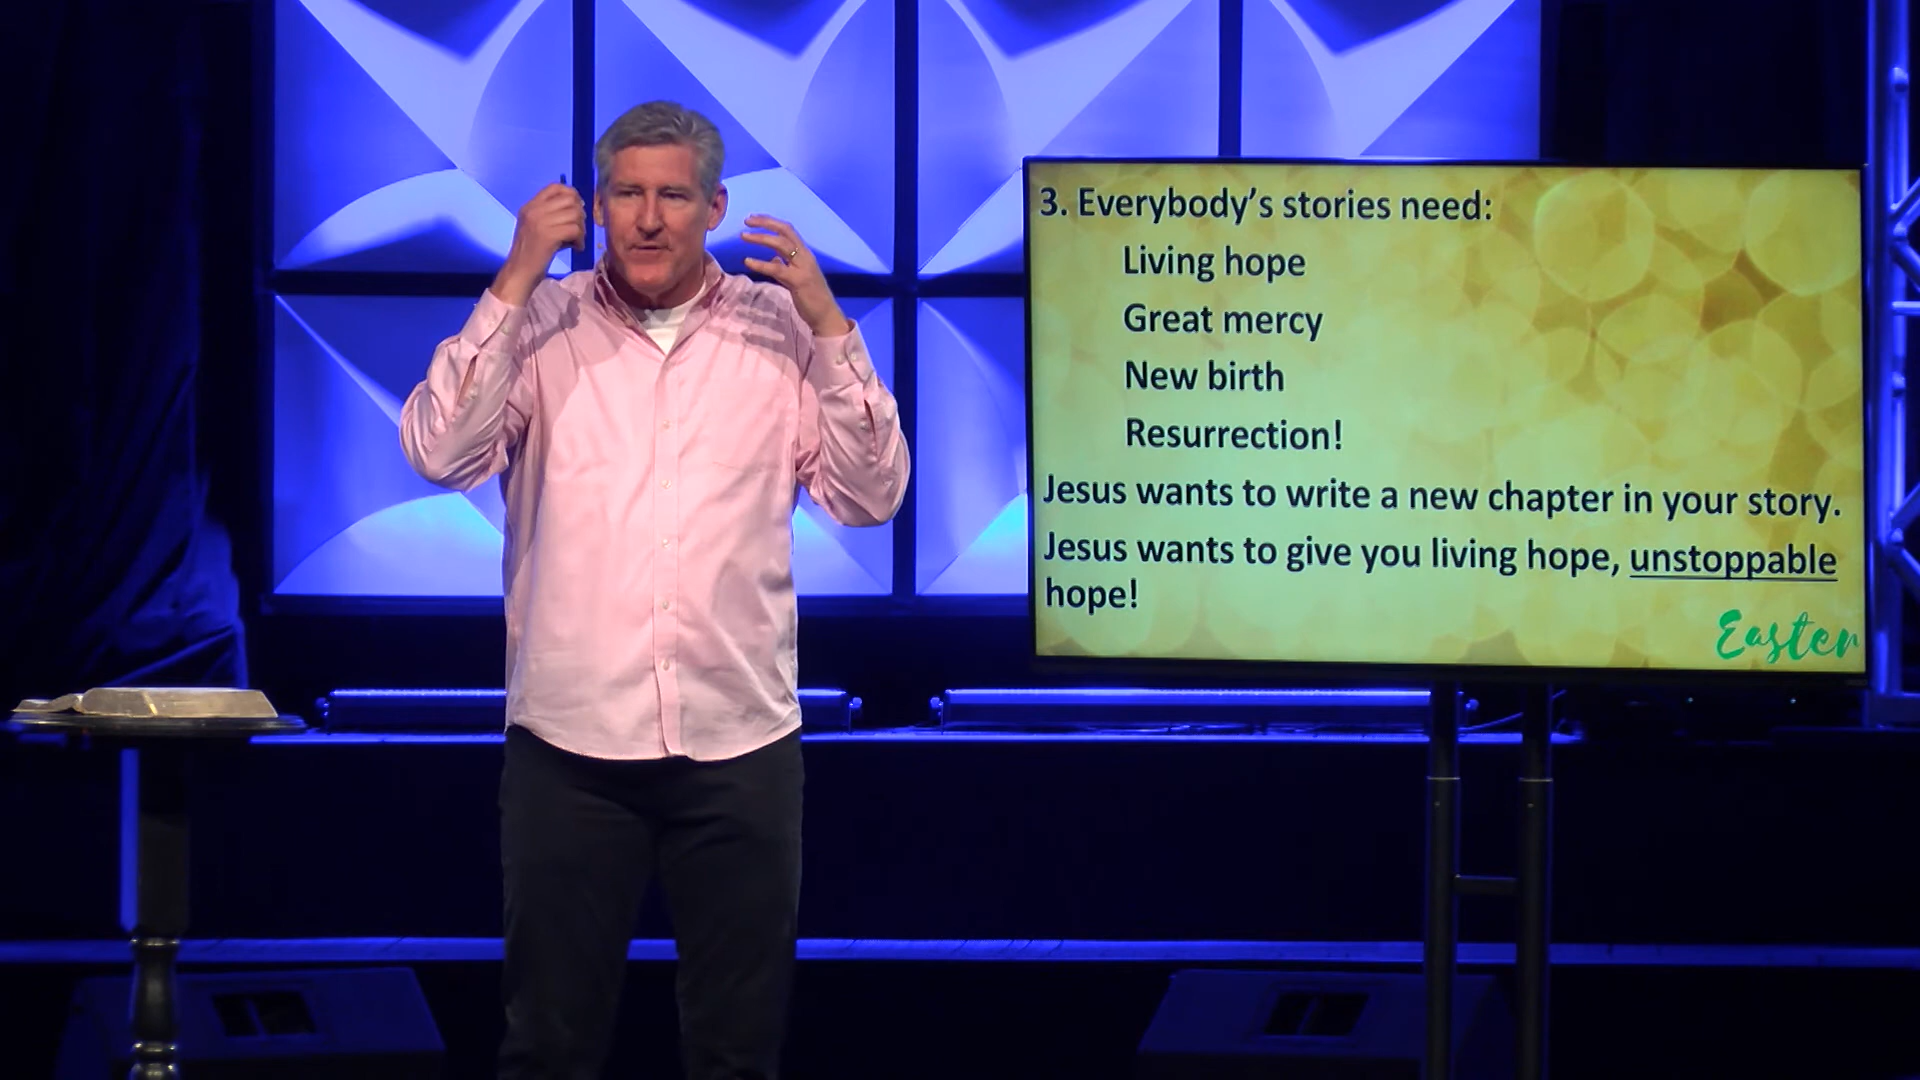 3. Everybody’s stories need:
Living hope
Great mercy
New birth
Resurrection!
Jesus wants to write a new chapter in your story.
Jesus wants to give you living hope, unstoppable
hope!
Easter